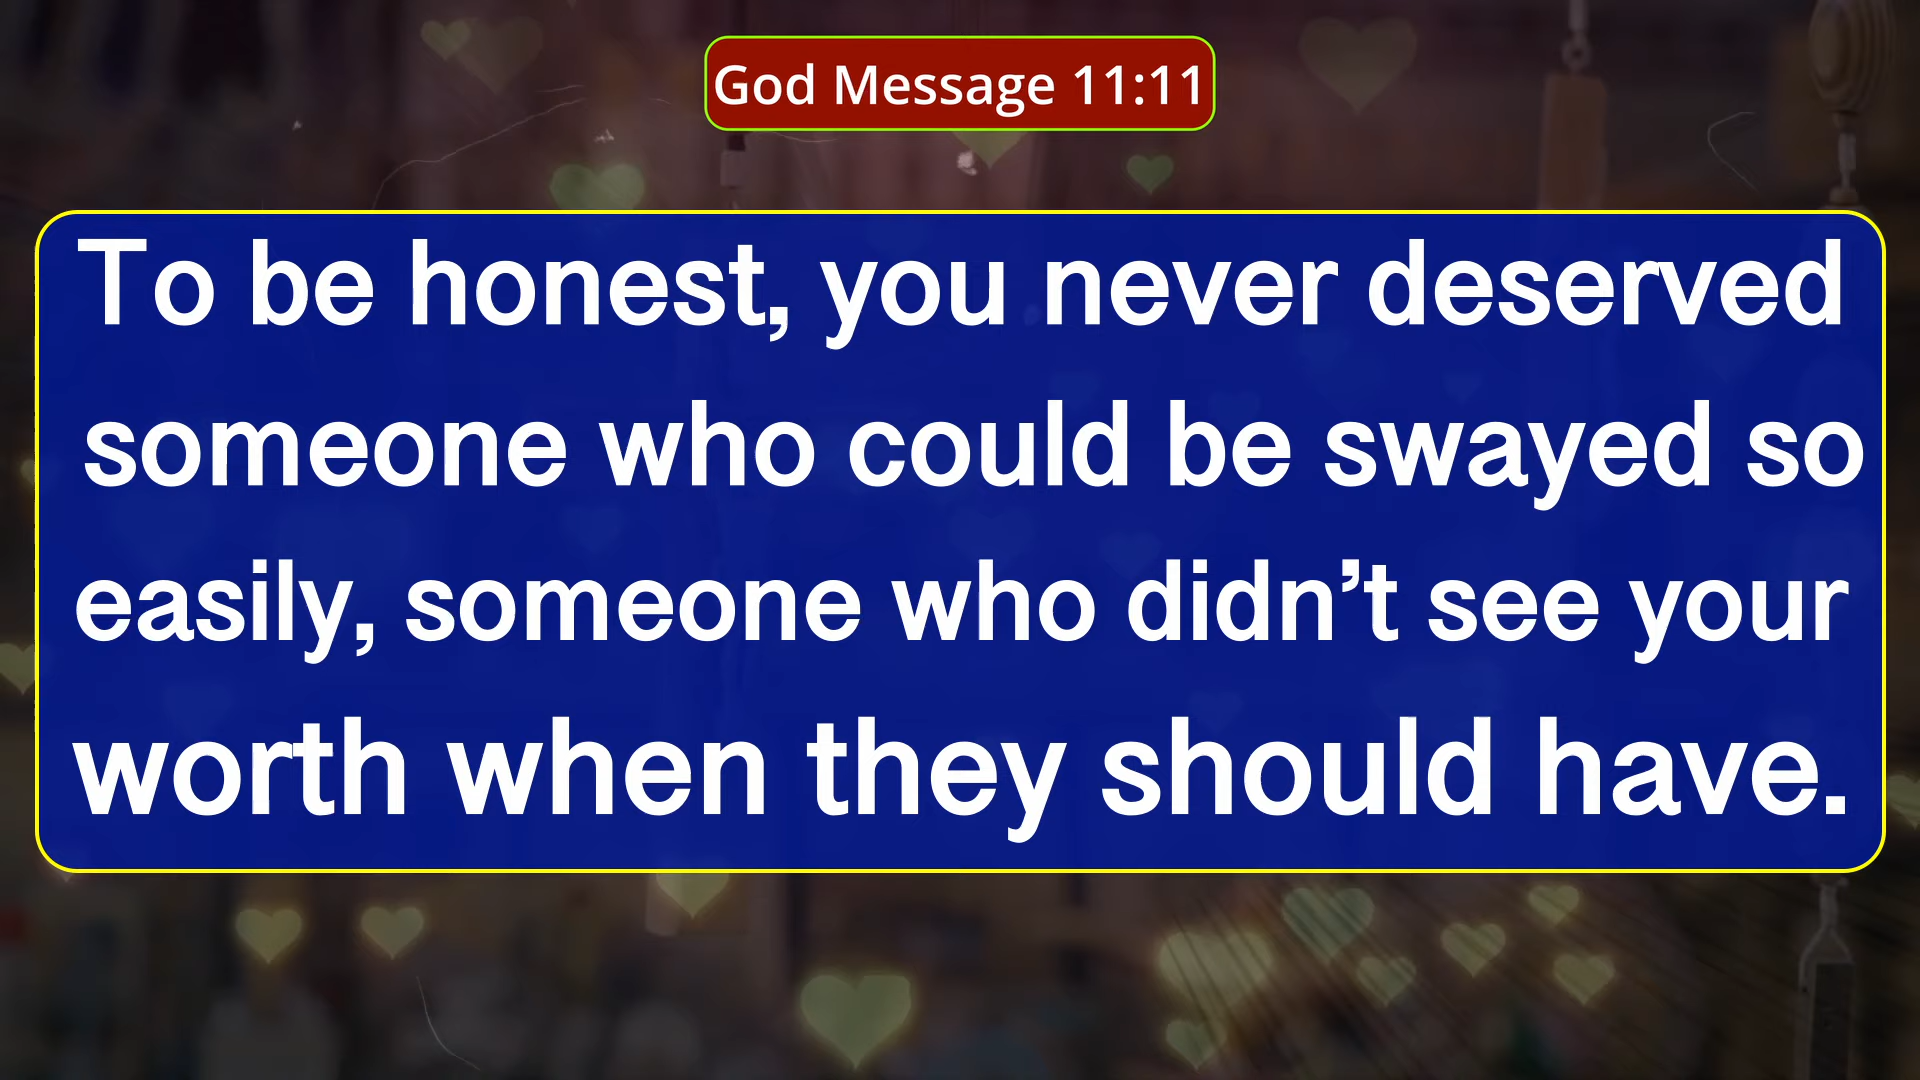 God Message 11:11
To be honest, you never deserved
someone who could be swayed so
easily, someone who didn’t see your
worth when they should have.